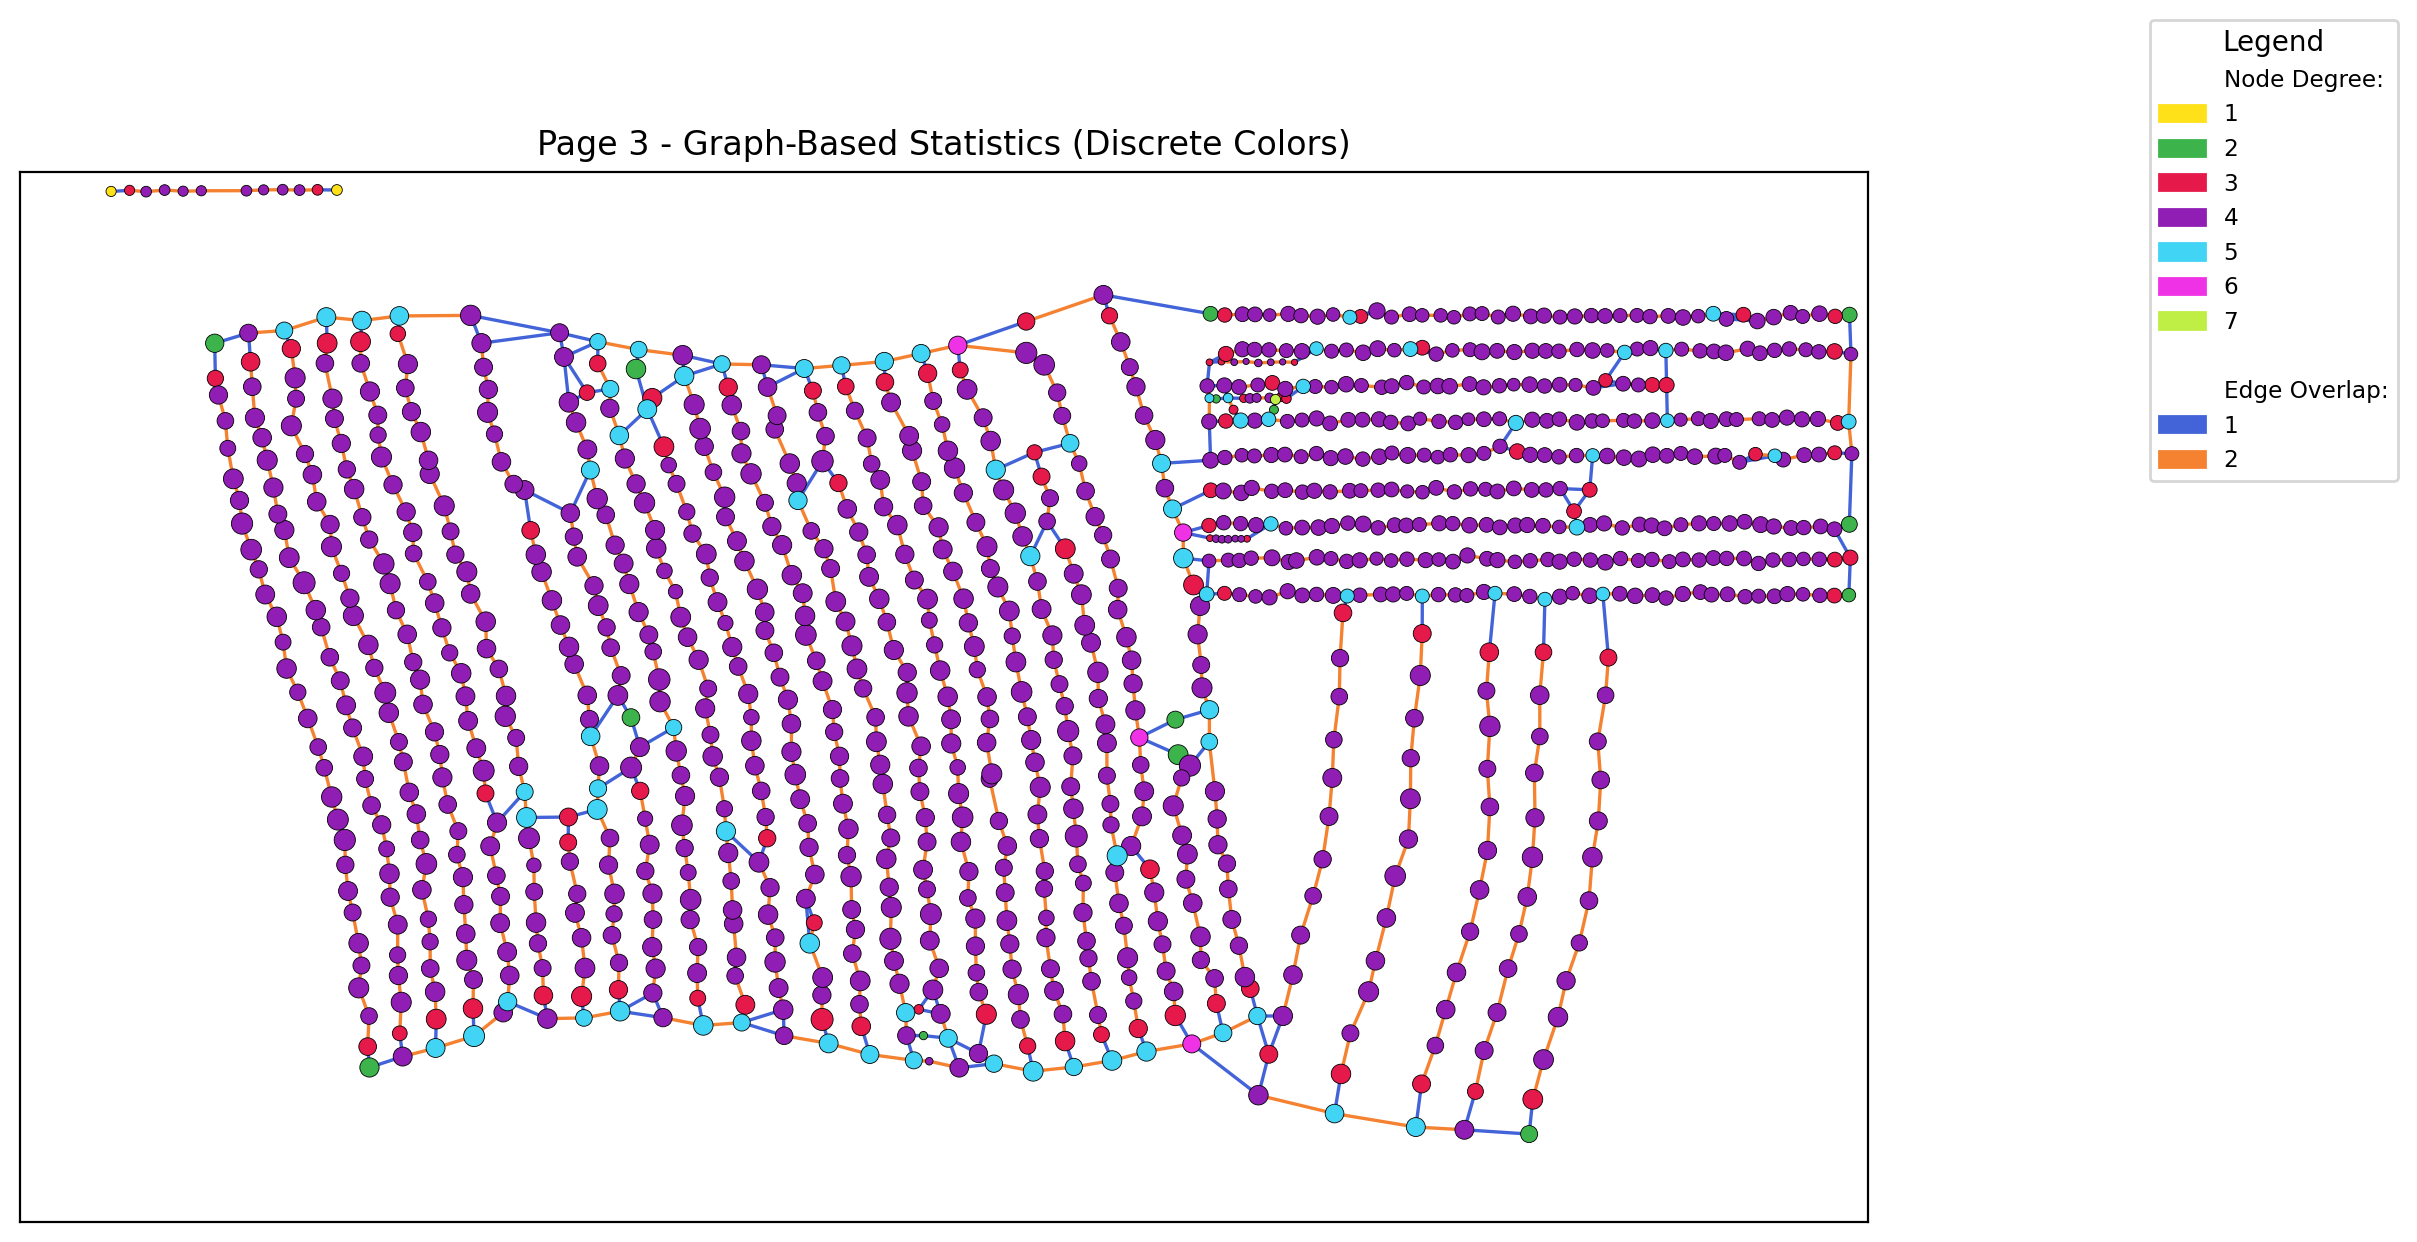 Page 3 - Graph-Based Statistics (Discrete Colors)
Legend
Node Degree:
1
2
3
4
5
6
7
Edge Overlap:
1
2